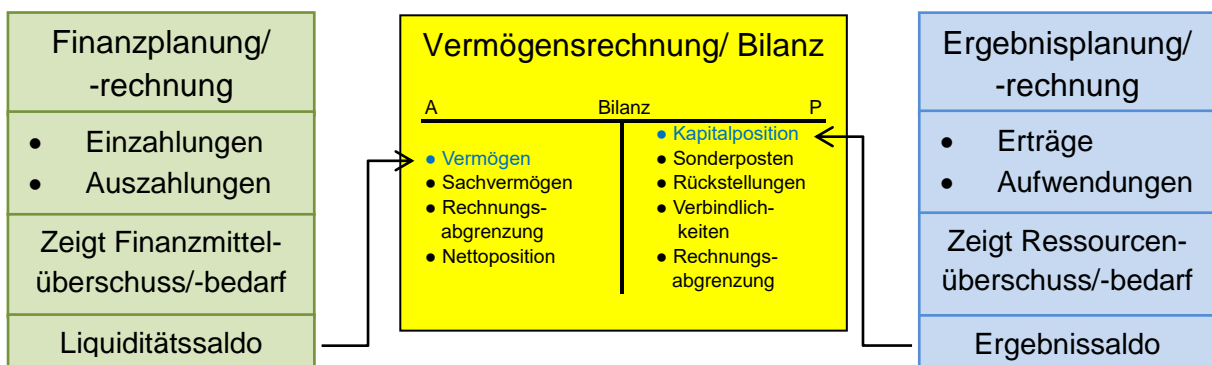 Finanzplanung/
-rechnung
• Einzahlungen
• Auszahlungen
Zeigt Finanzmittel-
überschuss/-bedarf
Liquiditätssaldo
Vermögensrechnung/ Bilanz
A Bilanz P
● Vermögen
● Sachvermögen
● Rechnungs-
abgrenzung
● Nettoposition
● Kapitalposition
● Sonderposten
● Rückstellungen
● Verbindlich-
keiten
● Rechnungs-
abgrenzung
Ergebnisplanung/
-rechnung
• Erträge
• Aufwendungen
Zeigt Ressourcen-
überschuss/-bedarf
Ergebnissaldo